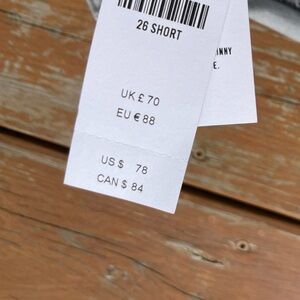 26 SHORT
UK £ 70
EU € 88
US $ 78
CAN $ 84